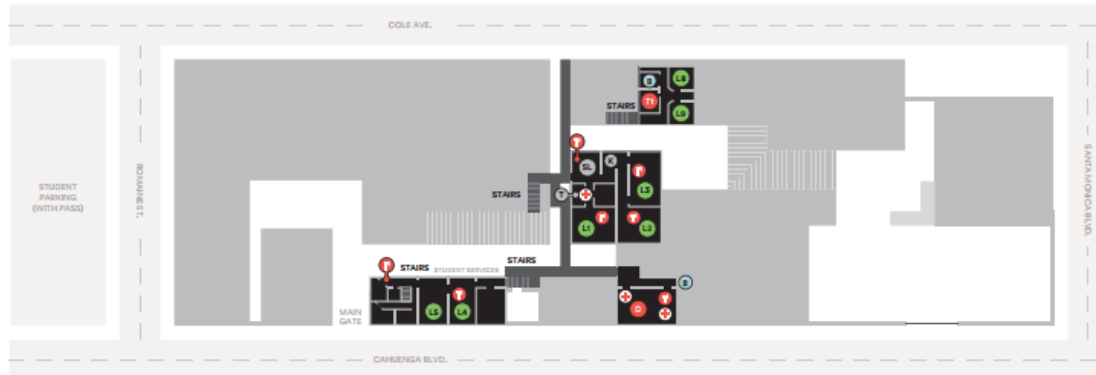 COLE AVE.
B
L8
T1
L9
STAIRS
SL
K
L3
STUDENT
PARKING
(WITH PASS)
ROMAINE ST.
SANTA MONICA BLVD.
STAIRS
T
L1
L2
STAIRS
STAIRS
STUDENT SERVICES
B
MAIN
GATE
L5
L4
D
CAHUENGA BLVD.